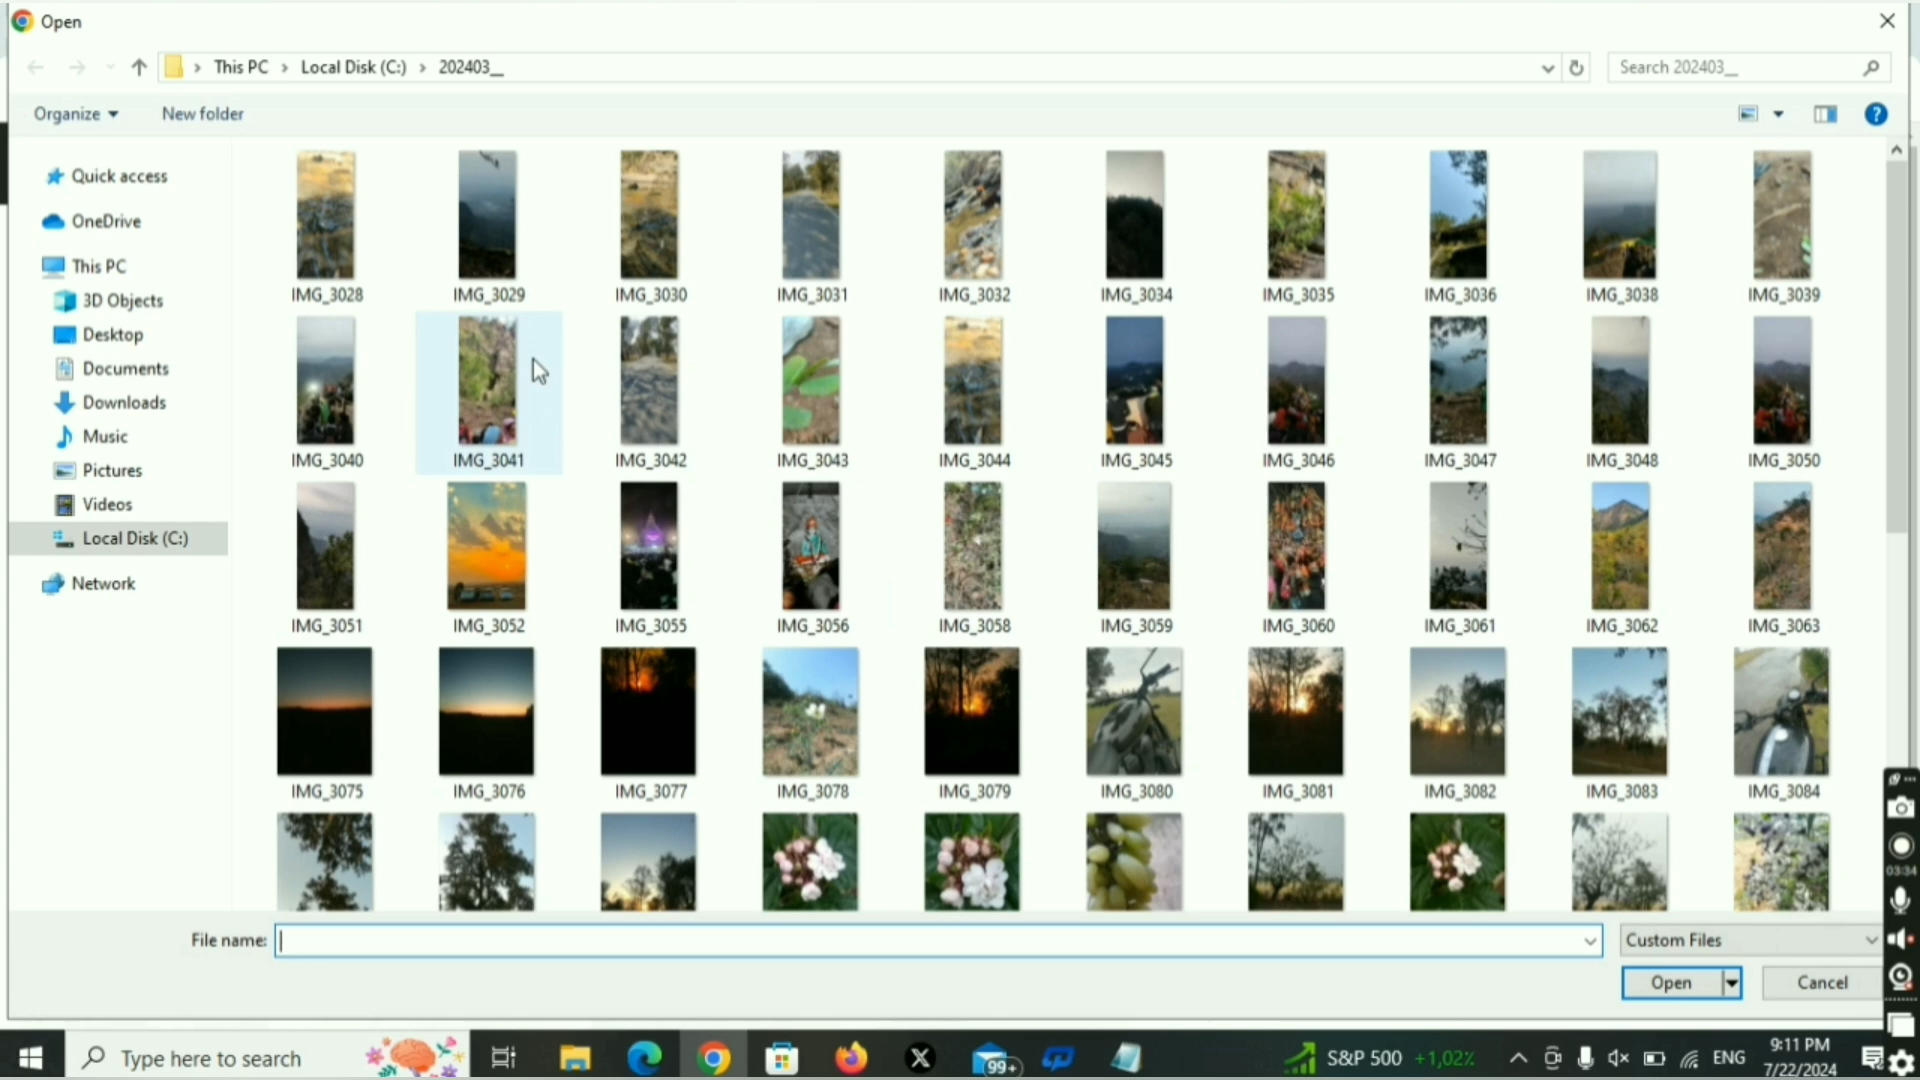 Open
This PC
Local Disk (C:)
202403__
Search 202403__
Organize
New folder
Quick access
OneDrive
This PC
3D Objects
Desktop
Documents
Downloads
Music
Pictures
Videos
Local Disk (C:)
Network
IMG_3028 IMG_3029 IMG_3030 IMG_3031 IMG_3032 IMG_3034 IMG_3035 IMG_3036 IMG_3038 IMG_3039
IMG_3040 IMG_3041 IMG_3042 IMG_3043 IMG_3044 IMG_3045 IMG_3046 IMG_3047 IMG_3048 IMG_3050
IMG_3051 IMG_3052 IMG_3055 IMG_3056 IMG_3058 IMG_3059 IMG_3060 IMG_3061 IMG_3062 IMG_3063
IMG_3075 IMG_3076 IMG_3077 IMG_3078 IMG_3079 IMG_3080 IMG_3081 IMG_3082 IMG_3083 IMG_3084
03:34
File name:
Custom Files
Open
Cancel
Type here to search
99+
S&P 500 +1,02%
ENG
9:11 PM
7/22/2024